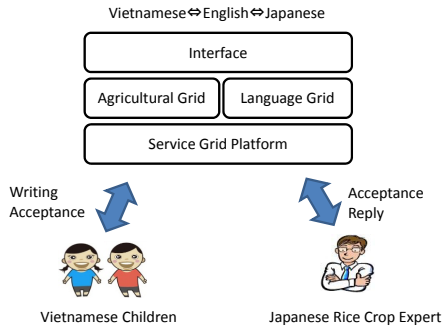 Vietnamese⇔English⇔Japanese
Interface
Agricultural Grid
Language Grid
Service Grid Platform
Writing
Acceptance
Acceptance
Reply
Vietnamese Children
Japanese Rice Crop Expert